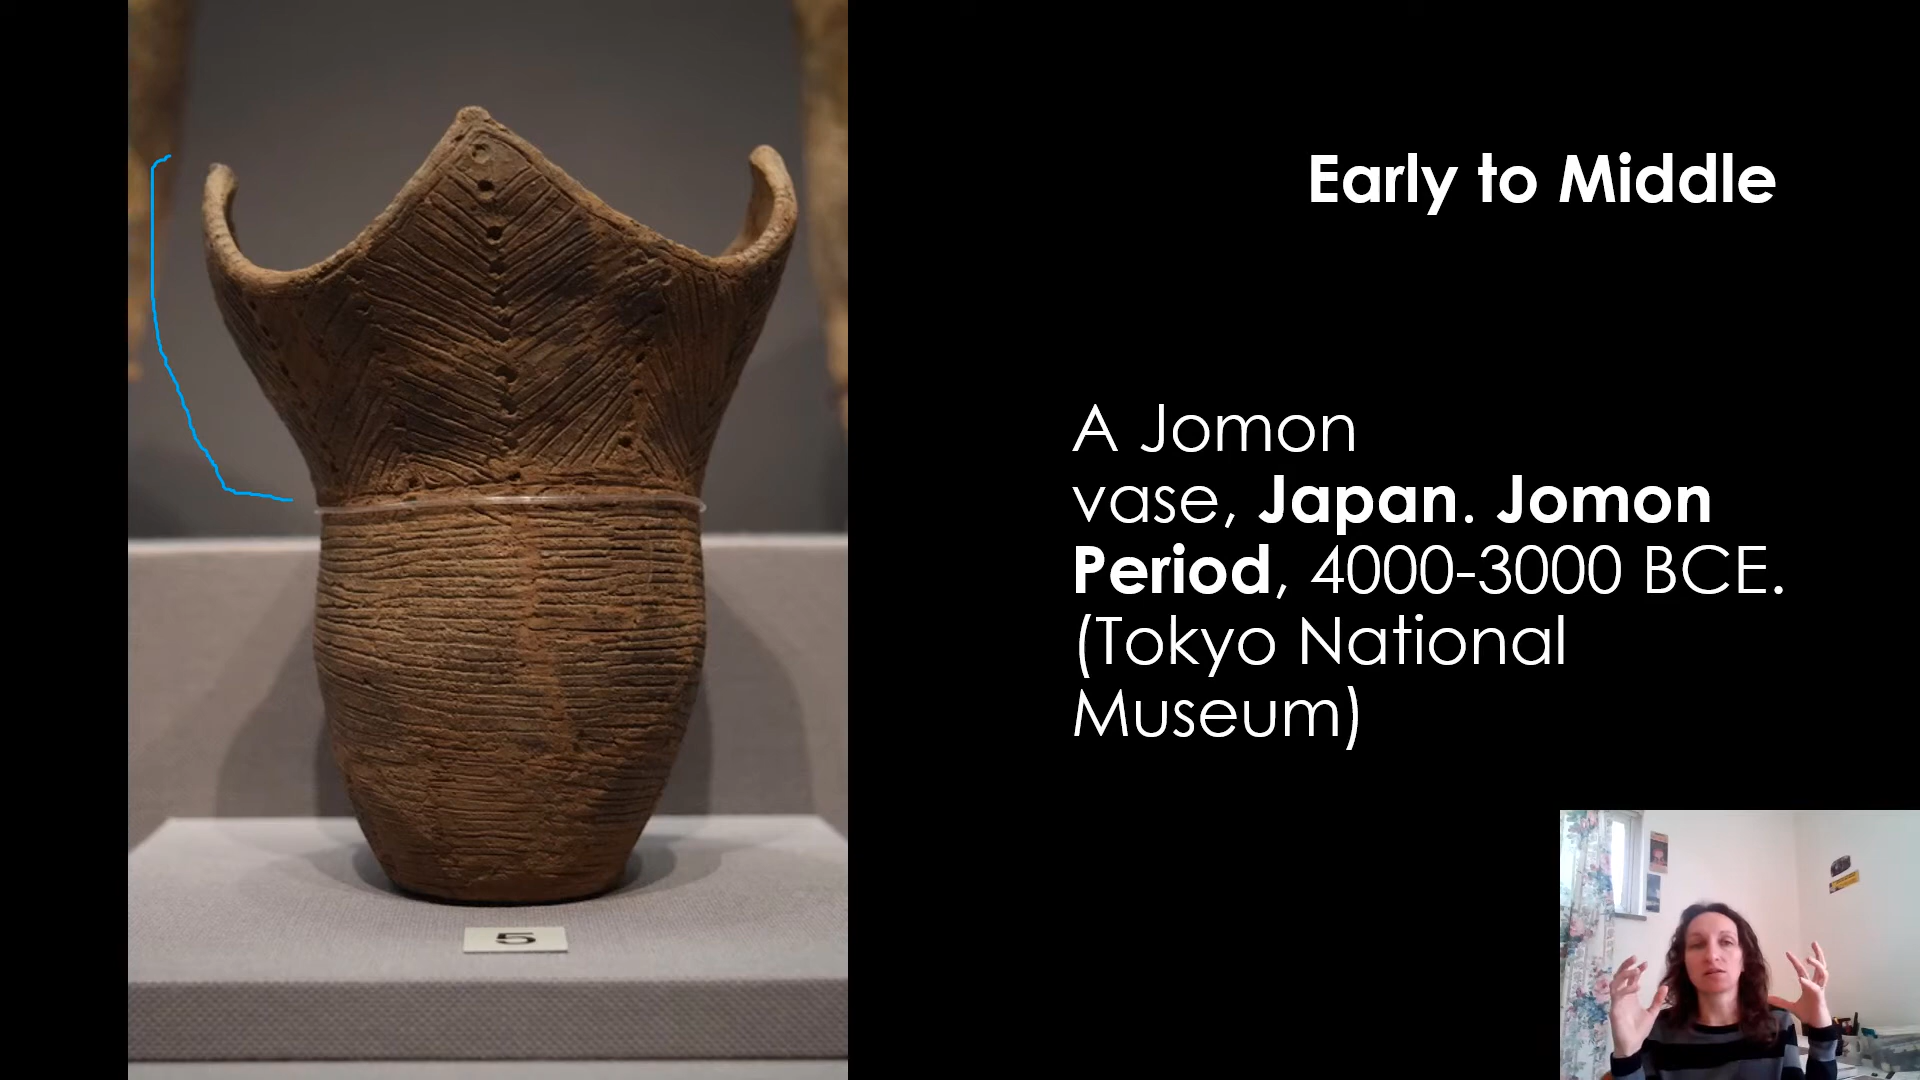 Early to Middle
A Jomon
vase, Japan. Jomon
Period, 4000-3000 BCE.
(Tokyo National
Museum)
5